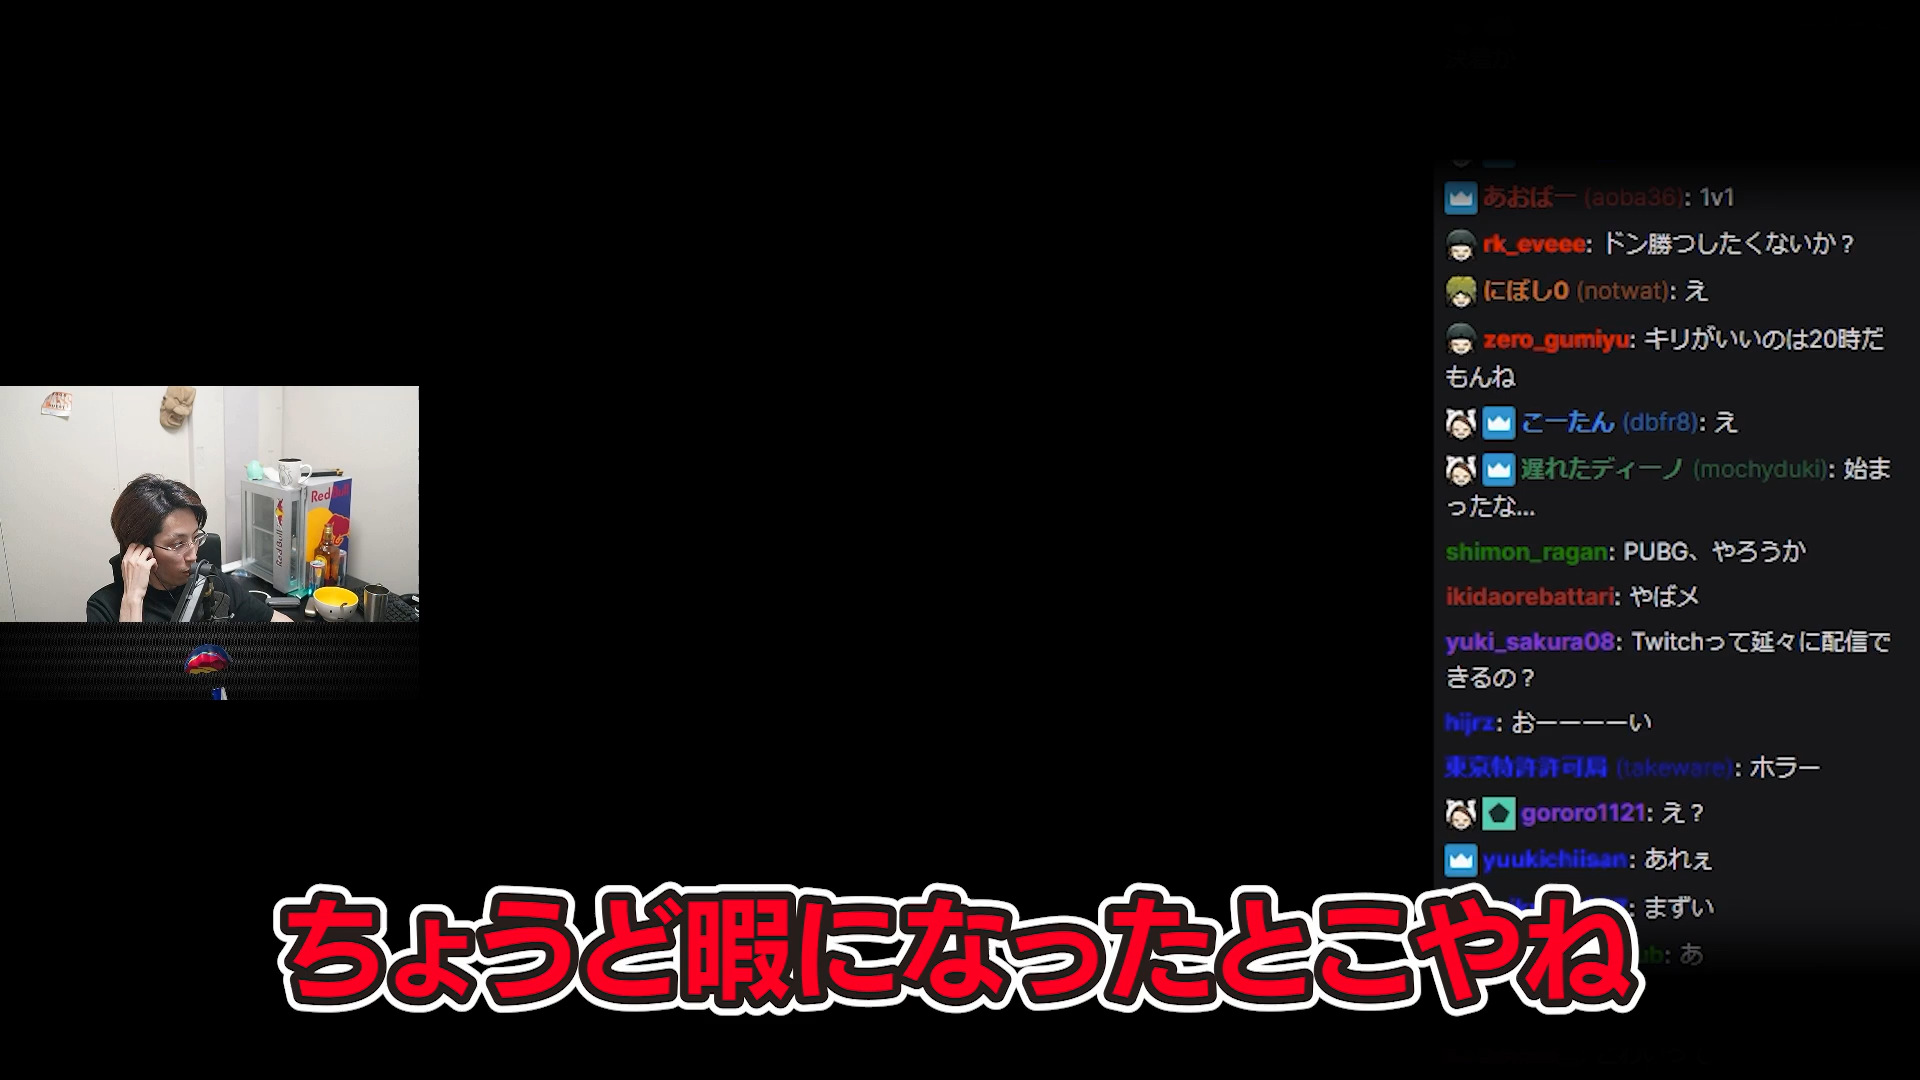 あおばー (aoba36): 1v1
rk_eveee: ドン勝つしたくないか？
にぼし0 (notwat): え
zero_gumiyu: キリがいいのは20時だ
もんね
こーたん (dbfr8): え
遅れたディーノ (mochyduki): 始ま
ったな...
shimon_ragan: PUBG、やろうか
ikidaorebattari: やばメ
yuki_sakura08: Twitchって延々に配信で
きるの？
hijrz: おーーーーい
東京特許許可局 (takeware): ホラー
gororo1121: え？
yuukichiisan: あれぇ
: まずい
ub: あ
Red Bull
Red Bull
ちょうど暇になったとこやね